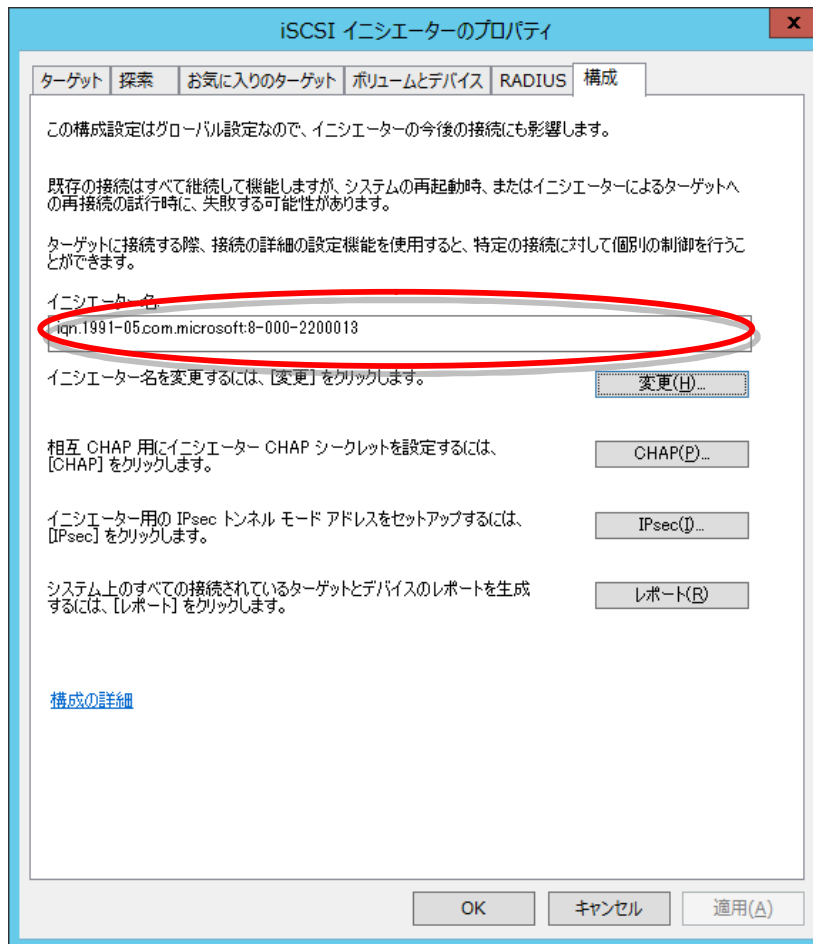 iSCSI イニシエーターのプロパティ
x
ターゲット 探索 お気に入りのターゲット ボリュームとデバイス RADIUS 構成
この構成設定はグローバル設定なので、イニシエーターの今後の接続にも影響します。
既存の接続はすべて継続して機能しますが、システムの再起動時、またはイニシエーターによるターゲットへ
の再接続の試行時に、失敗する可能性があります。
ターゲットに接続する際、接続の詳細の設定機能を使用すると、特定の接続に対して個別の制御を行うこ
とができます。
イニシエーター名:
iqn.1991-05.com.microsoft:8-000-2200013
イニシエーター名を変更するには、[変更] をクリックします。
変更(H)...
相互 CHAP 用にイニシエーター CHAP シークレットを設定するには、
[CHAP] をクリックします。
CHAP(P)...
イニシエーター用の IPsec トンネル モード アドレスをセットアップするには、
[IPsec] をクリックします。
IPsec(I)...
システム上のすべての接続されているターゲットとデバイスのレポートを生成
するには、[レポート] をクリックします。
レポート(R)
構成の詳細
OK キャンセル 適用(A)